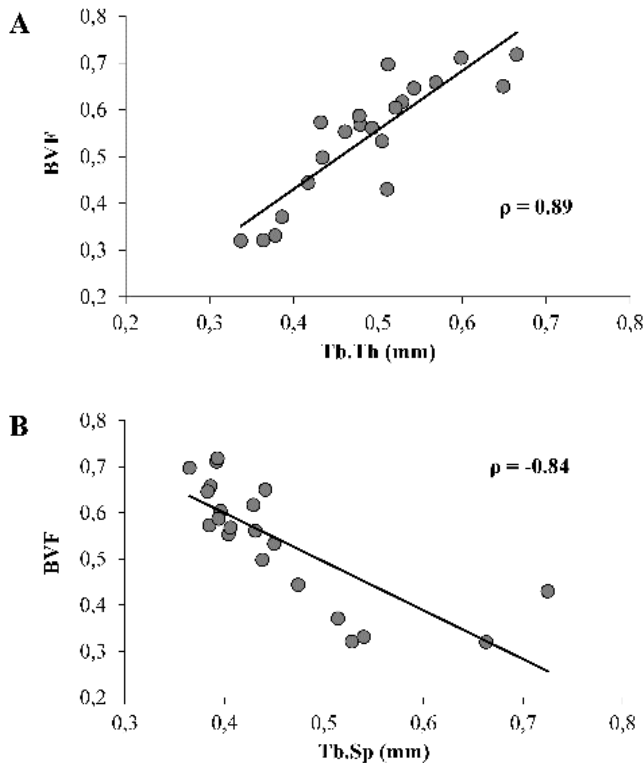 A
0,8
0,7
0,6
0,5
0,4
0,3
0,2
BVF
ρ = 0.89
0,2 0,3 0,4 0,5 0,6 0,7 0,8
Tb.Th (mm)
B
0,8
0,7
0,6
0,5
0,4
0,3
0,2
BVF
ρ = -0.84
0,3 0,4 0,5 0,6 0,7 0,8
Tb.Sp (mm)